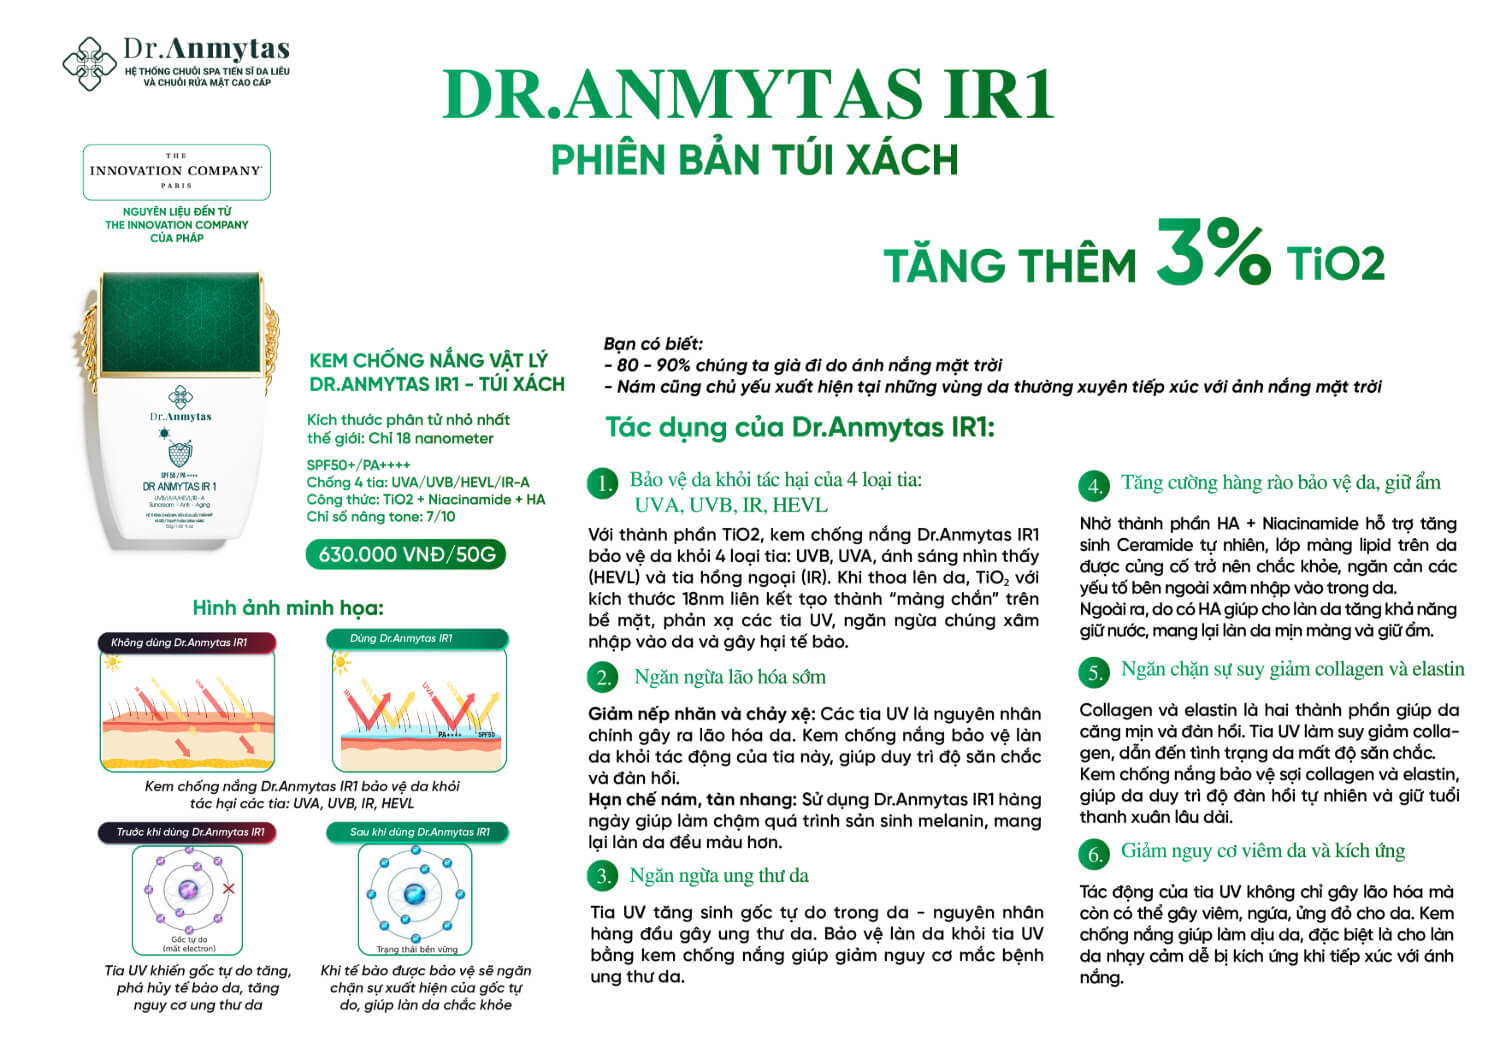 Dr.Anmytas
HỆ THỐNG CHUỖI SPA TIẾN SĨ DA LIỄU
VÀ CHUỖI RỬA MẶT CAO CẤP
DR.ANMYTAS IR1
PHIÊN BẢN TÚI XÁCH
THE
INNOVATION COMPANY
PARIS
NGUYÊN LIỆU ĐẾN TỪ
THE INNOVATION COMPANY
CỦA PHÁP
TĂNG THÊM 3% TiO2
Dr.Anmytas
SPF 50 / PA++++
DR ANMYTAS IR 1
UVB/UVA/HEVL/IR-A
Suncream - Anti - Aging
KEM CHỐNG NẮNG VẬT LÝ
DR.ANMYTAS IR1 - TÚI XÁCH
Kích thước phân tử nhỏ nhất
thế giới: Chỉ 18 nanometer
SPF50+/PA++++
Chống 4 tia: UVA/UVB/HEVL/IR-A
Công thức: TiO2 + Niacinamide + HA
Chỉ số nâng tone: 7/10
630.000 VNĐ/50G
Bạn có biết:
- 80 - 90% chúng ta già đi do ánh nắng mặt trời
- Nám cũng chủ yếu xuất hiện tại những vùng da thường xuyên tiếp xúc với ảnh nắng mặt trời
Tác dụng của Dr.Anmytas IR1:
1. Bảo vệ da khỏi tác hại của 4 loại tia:
UVA, UVB, IR, HEVL
Với thành phần TiO2, kem chống nắng Dr.Anmytas IR1
bảo vệ da khỏi 4 loại tia: UVB, UVA, ánh sáng nhìn thấy
(HEVL) và tia hồng ngoại (IR). Khi thoa lên da, TiO₂ với
kích thước 18nm liên kết tạo thành “màng chắn” trên
bề mặt, phản xạ các tia UV, ngăn ngừa chúng xâm
nhập vào da và gây hại tế bào.
2. Ngăn ngừa lão hóa sớm
Giảm nếp nhăn và chảy xệ: Các tia UV là nguyên nhân
chính gây ra lão hóa da. Kem chống nắng bảo vệ làn
da khỏi tác động của tia này, giúp duy trì độ săn chắc
và đàn hồi.
Hạn chế nám, tàn nhang: Sử dụng Dr.Anmytas IR1 hàng
ngày giúp làm chậm quá trình sản sinh melanin, mang
lại làn da đều màu hơn.
3. Ngăn ngừa ung thư da
Tia UV tăng sinh gốc tự do trong da - nguyên nhân
hàng đầu gây ung thư da. Bảo vệ làn da khỏi tia UV
bằng kem chống nắng giúp giảm nguy cơ mắc bệnh
ung thư da.
4. Tăng cường hàng rào bảo vệ da, giữ ẩm
Nhờ thành phần HA + Niacinamide hỗ trợ tăng
sinh Ceramide tự nhiên, lớp màng lipid trên da
được củng cố trở nên chắc khỏe, ngăn cản các
yếu tố bên ngoài xâm nhập vào trong da.
Ngoài ra, do có HA giúp cho làn da tăng khả năng
giữ nước, mang lại làn da mịn màng và giữ ẩm.
5. Ngăn chặn sự suy giảm collagen và elastin
Collagen và elastin là hai thành phần giúp da
căng mịn và đàn hồi. Tia UV làm suy giảm colla-
gen, dẫn đến tình trạng da mất độ săn chắc.
Kem chống nắng bảo vệ sợi collagen và elastin,
giúp da duy trì độ đàn hồi tự nhiên và giữ tuổi
thanh xuân lâu dài.
6. Giảm nguy cơ viêm da và kích ứng
Tác động của tia UV không chỉ gây lão hóa mà
còn có thể gây viêm, ngứa, ửng đỏ cho da. Kem
chống nắng giúp làm dịu da, đặc biệt là cho làn
da nhạy cảm dễ bị kích ứng khi tiếp xúc với ánh
nắng.
Hình ảnh minh họa:
Không dùng Dr.Anmytas IR1
IR
HEVL
UVA
UVB
Dùng Dr.Anmytas IR1
IR
HEVL
UVA
UVB
PA++++
SPF50
Kem chống nắng Dr.Anmytas IR1 bảo vệ da khỏi
tác hại các tia: UVA, UVB, IR, HEVL
Trước khi dùng Dr.Anmytas IR1
Gốc tự do
(mất electron)
Sau khi dùng Dr.Anmytas IR1
Trạng thái bền vững
Tia UV khiến gốc tự do tăng,
phá hủy tế bào da, tăng
nguy cơ ung thư da
Khi tế bào được bảo vệ sẽ ngăn
chặn sự xuất hiện của gốc tự
do, giúp làn da chắc khỏe